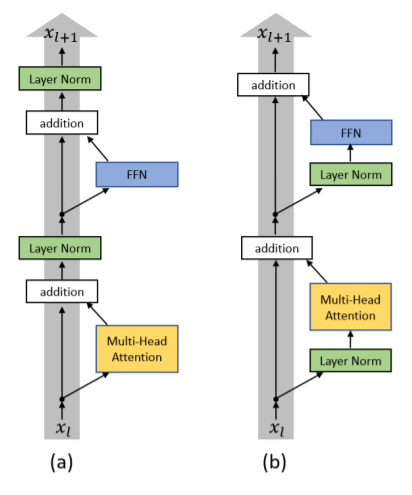 x_{l+1}
Layer Norm
addition
FFN
Layer Norm
addition
Multi-Head
Attention
x_l
(a)
x_{l+1}
addition
FFN
Layer Norm
addition
Multi-Head
Attention
Layer Norm
x_l
(b)